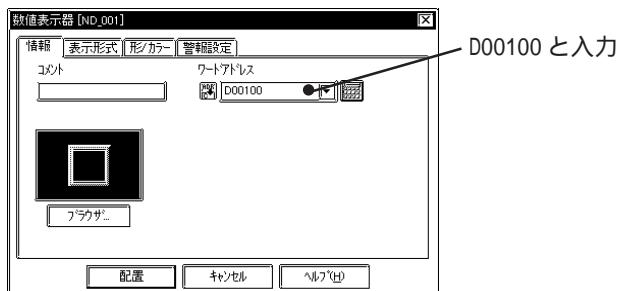 数値表示器 [ND_001]
情報 表示形式 形/カラー 警報設定
コメント ワードアドレス
D00100
D00100 と入力
ブラウザ...
配置 キャンセル ヘルプ(H)